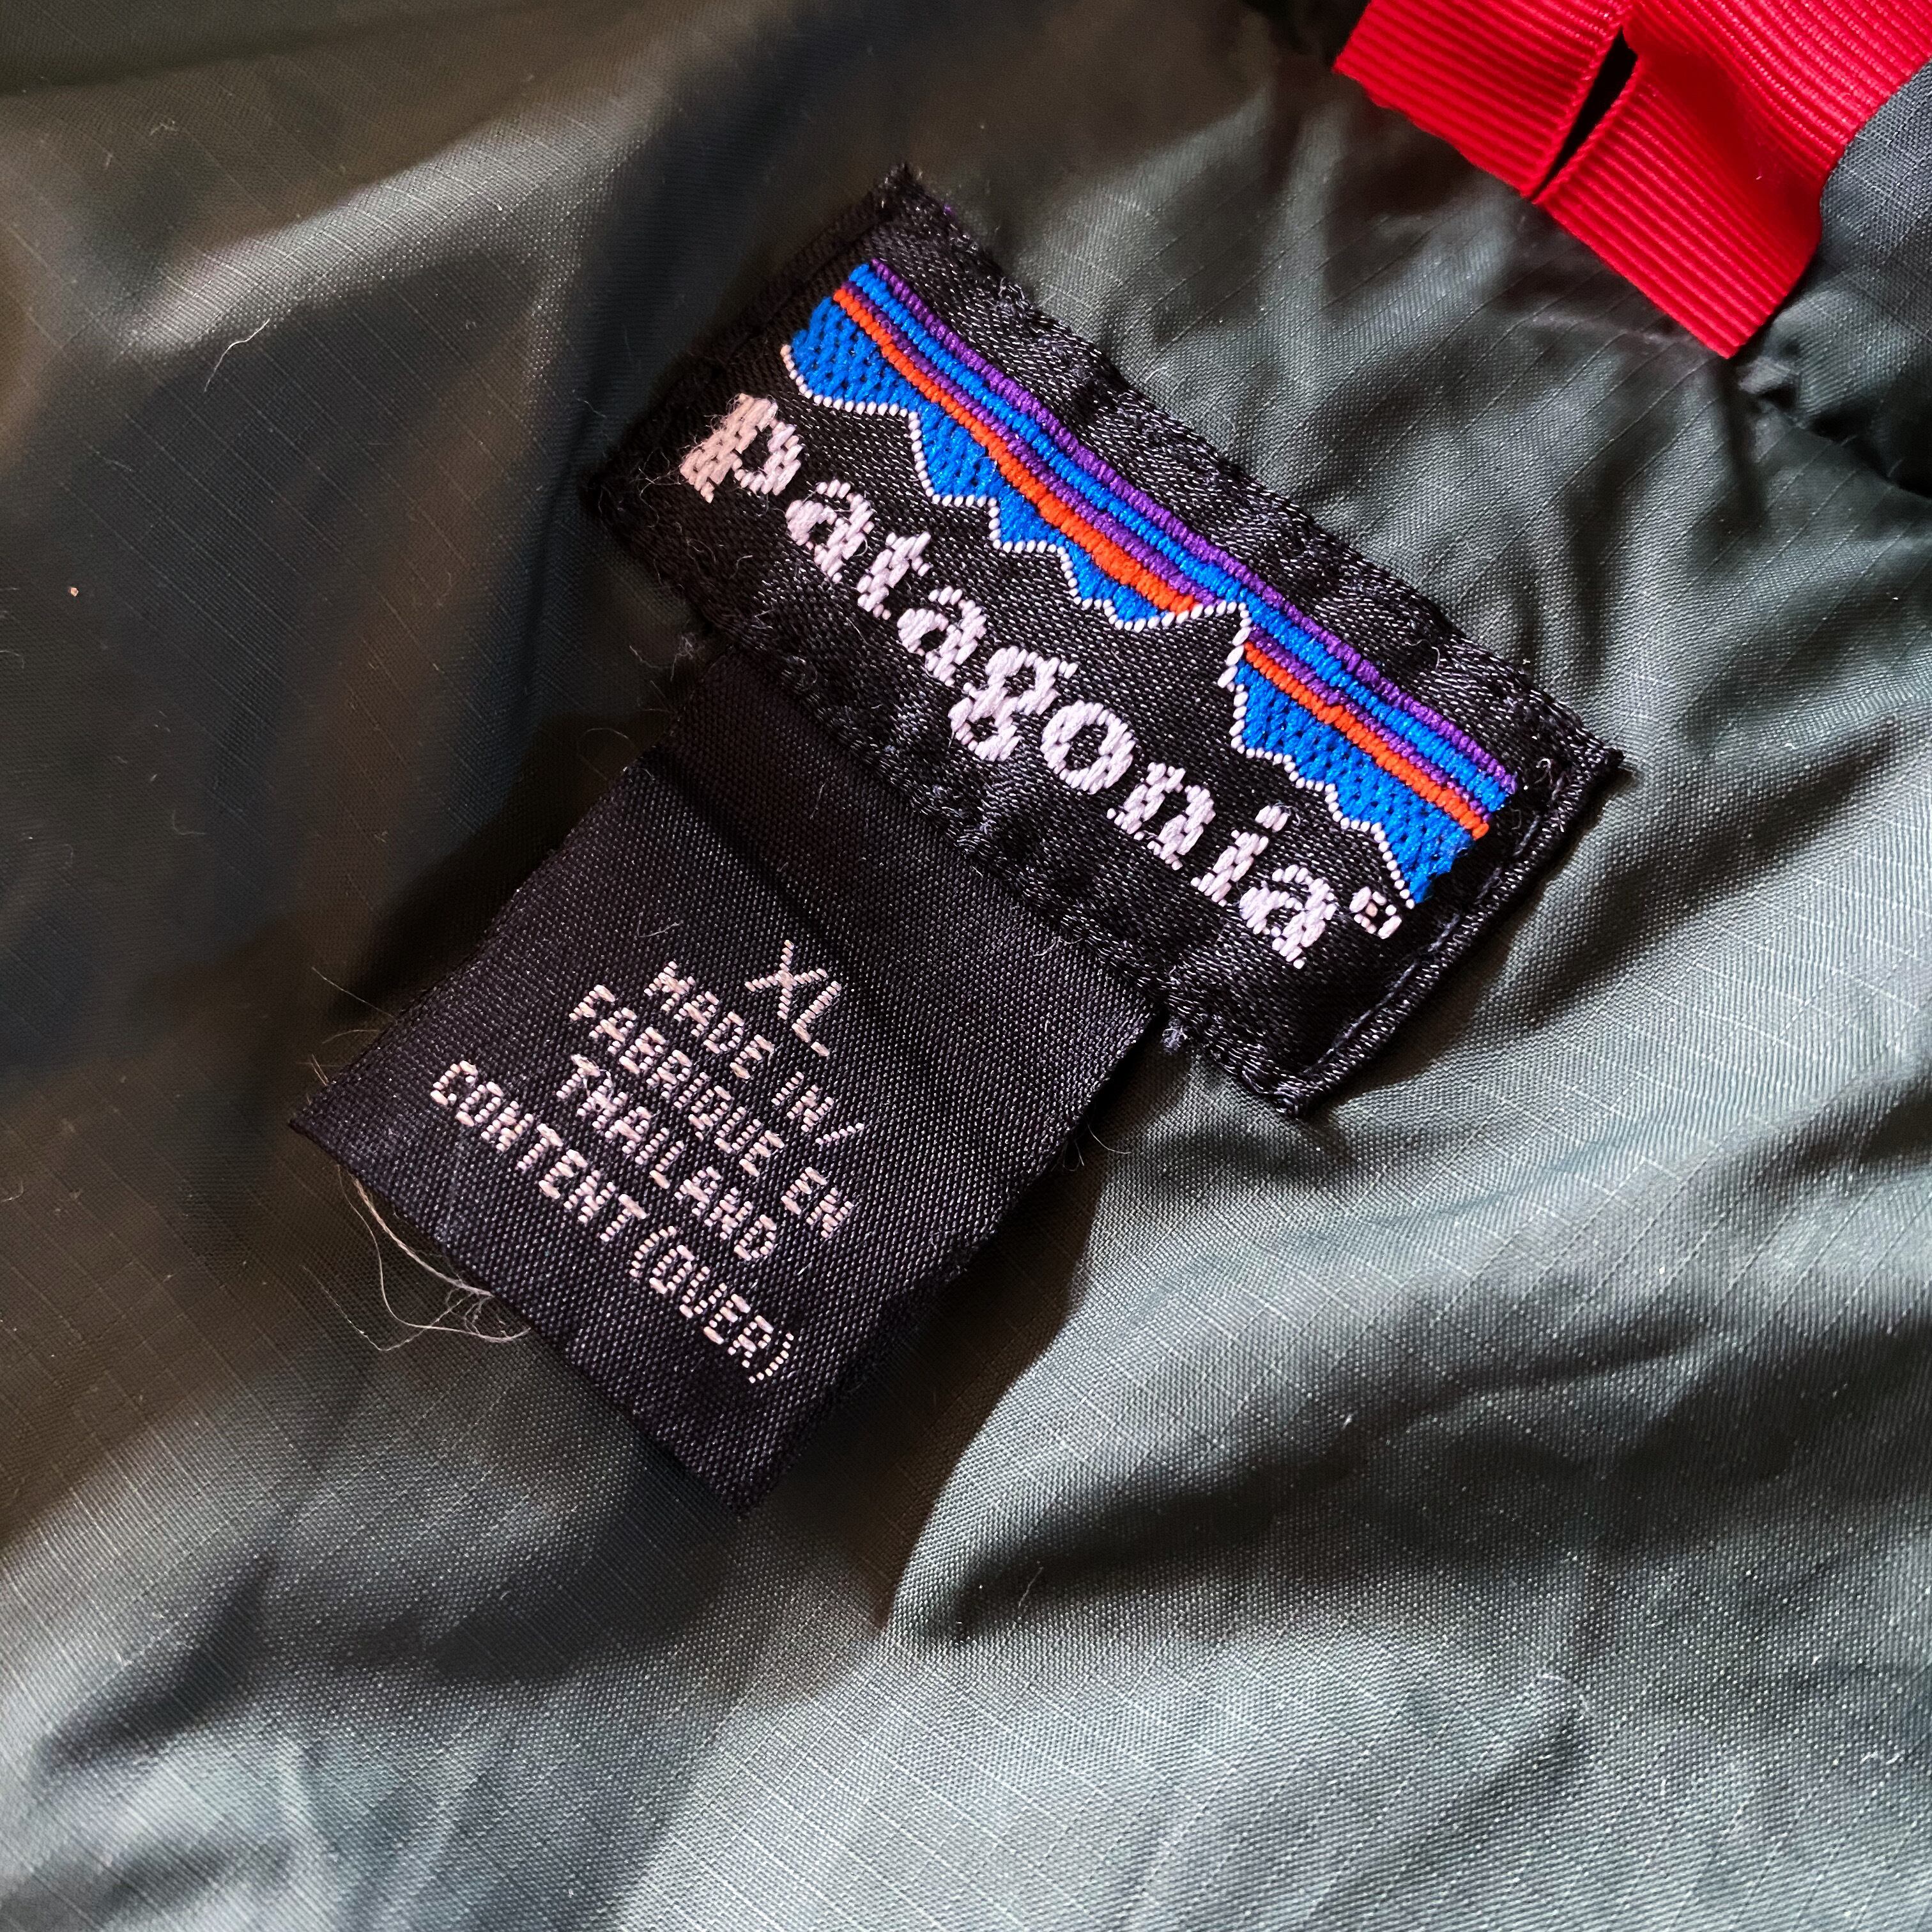 patagonia®
XL
MADE IN/
FABRIQUE EN
THAILAND
CONTENT(OVER)